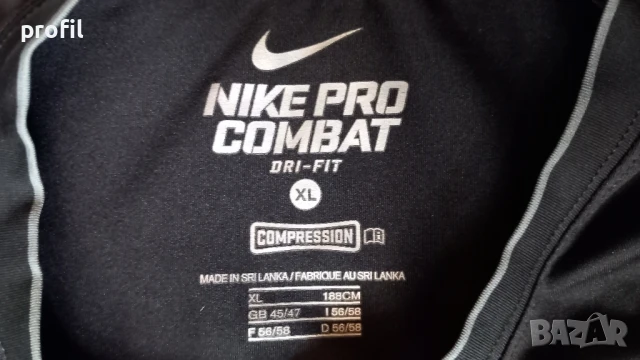 profil
NIKE PRO
COMBAT
DRI-FIT
XL
COMPRESSION
MADE IN SRI LANKA / FABRIQUE AU SRI LANKA
XL 188CM
GB 45/47 I 56/58
F 56/58 D 56/58
BAZAR